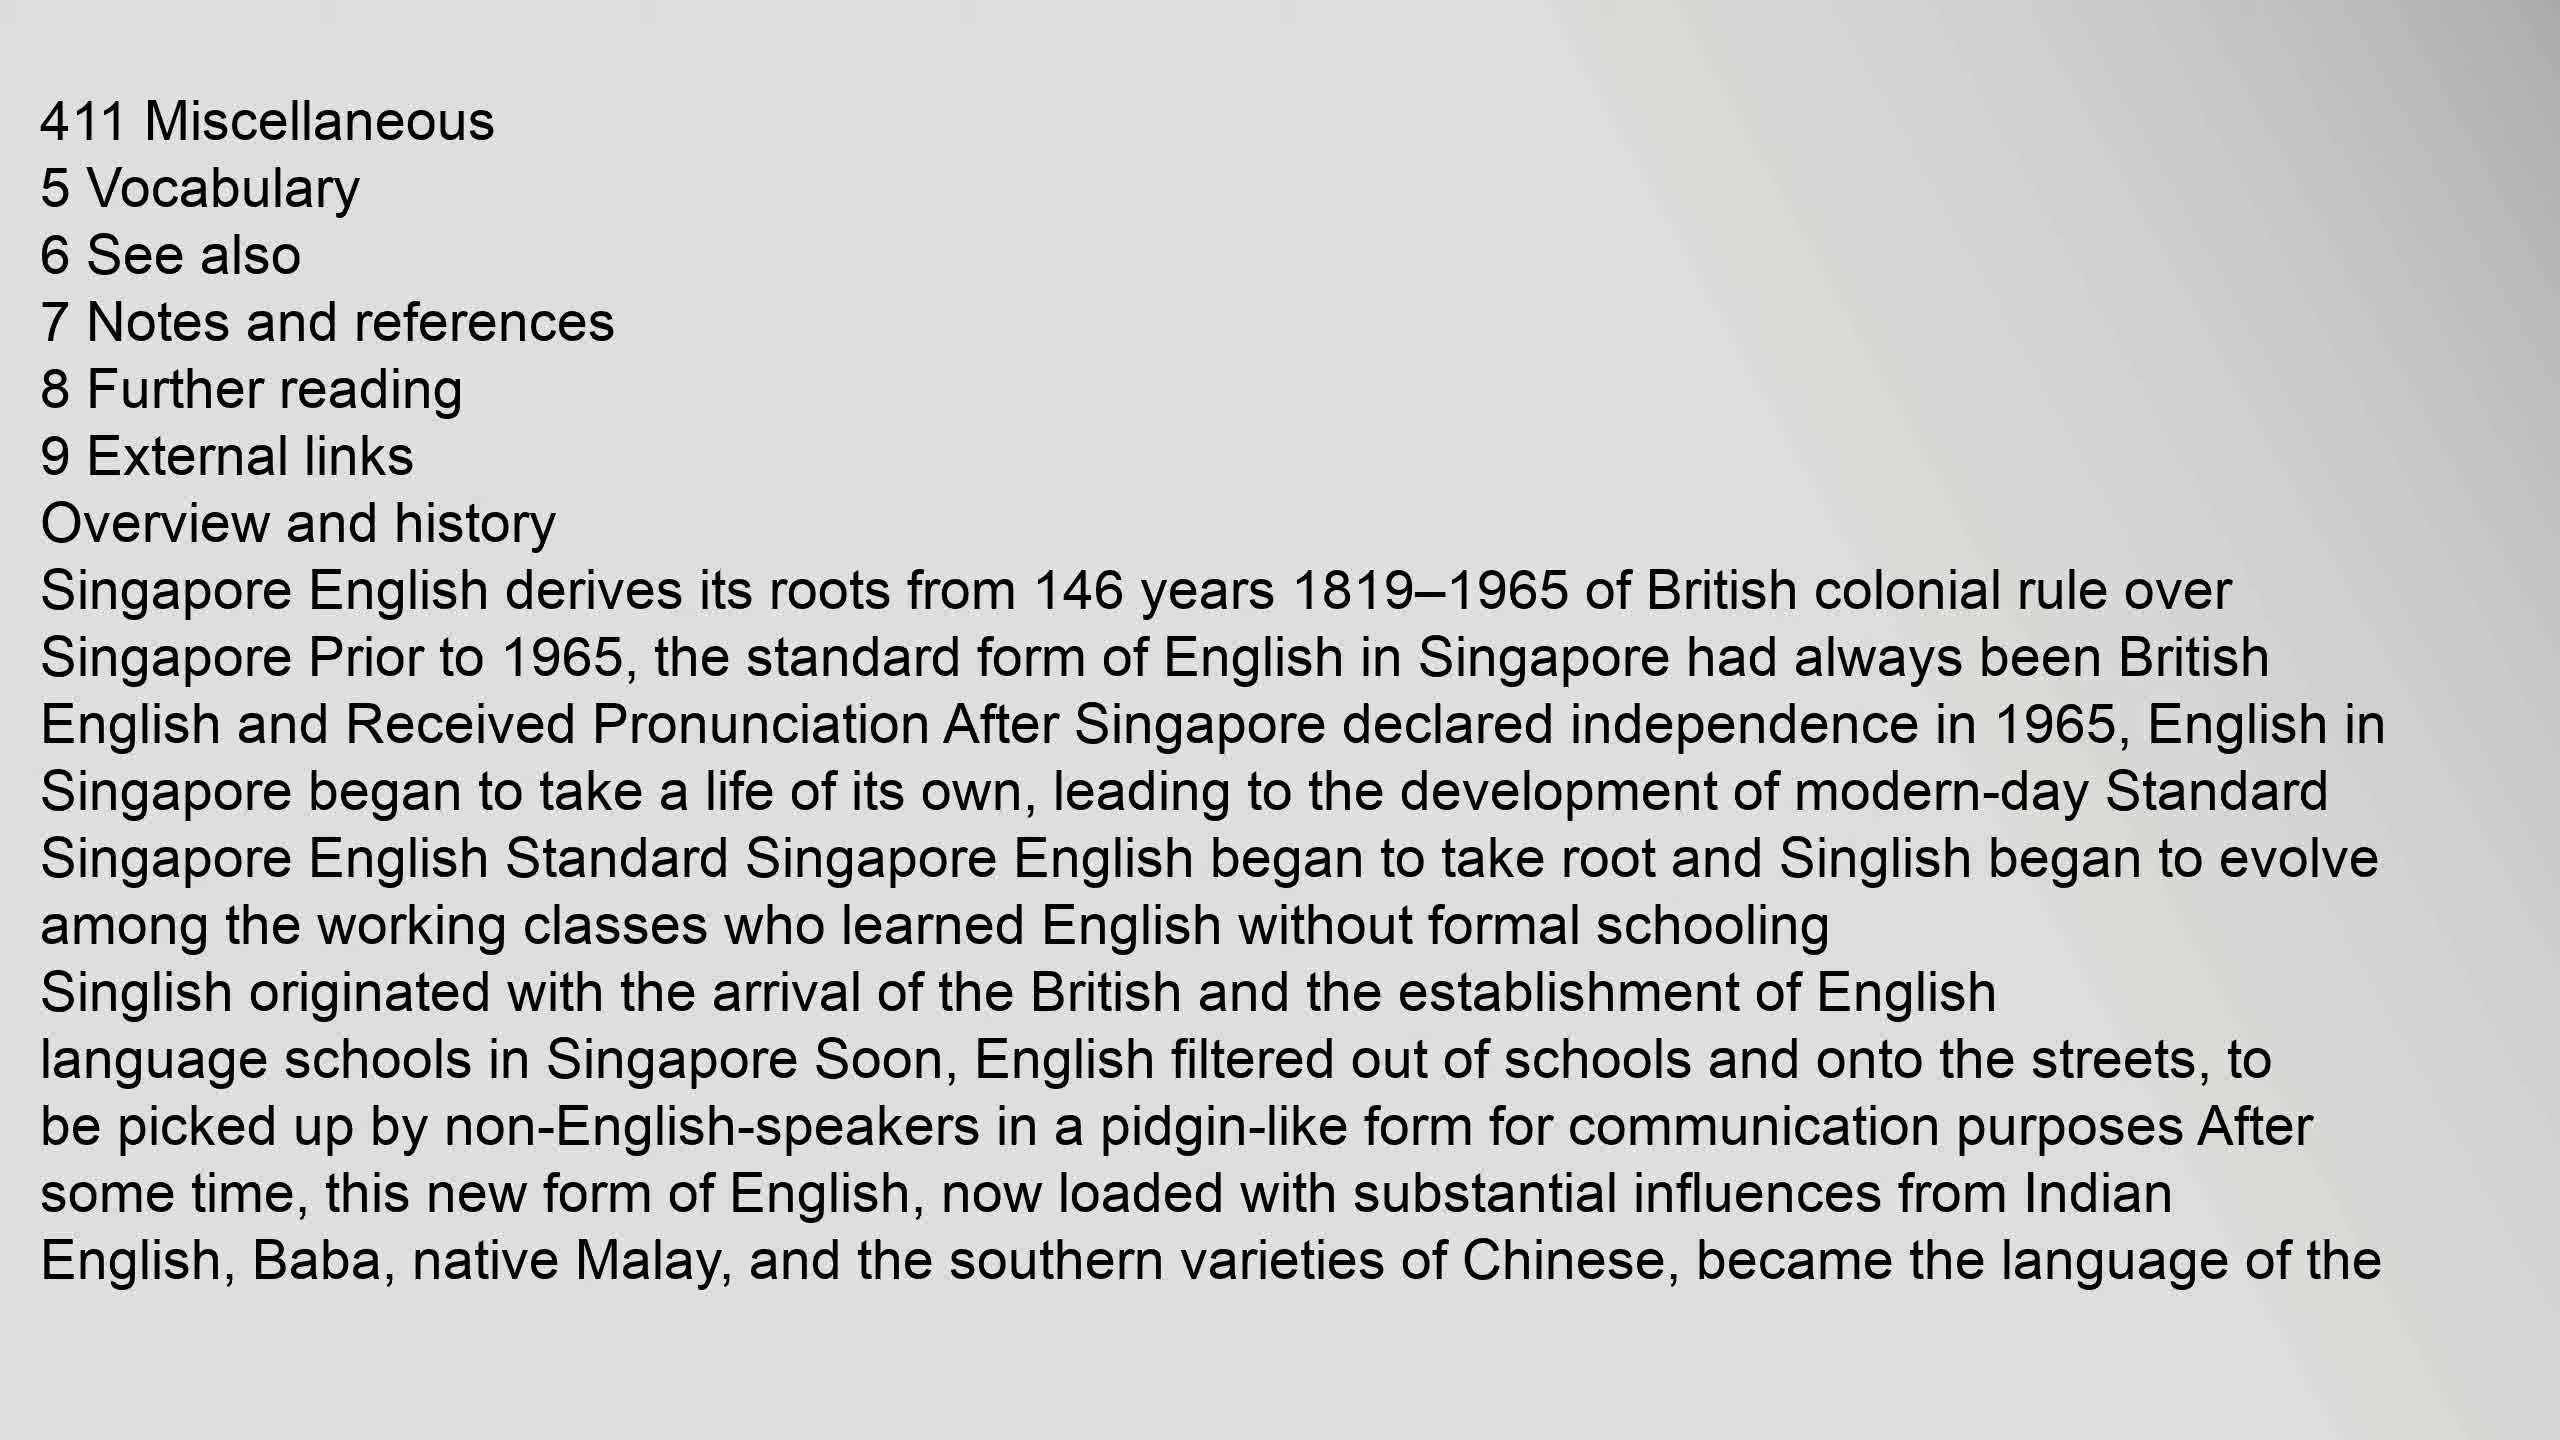 411 Miscellaneous
5 Vocabulary
6 See also
7 Notes and references
8 Further reading
9 External links
Overview and history
Singapore English derives its roots from 146 years 1819–1965 of British colonial rule over
Singapore Prior to 1965, the standard form of English in Singapore had always been British
English and Received Pronunciation After Singapore declared independence in 1965, English in
Singapore began to take a life of its own, leading to the development of modern-day Standard
Singapore English Standard Singapore English began to take root and Singlish began to evolve
among the working classes who learned English without formal schooling
Singlish originated with the arrival of the British and the establishment of English
language schools in Singapore Soon, English filtered out of schools and onto the streets, to
be picked up by non-English-speakers in a pidgin-like form for communication purposes After
some time, this new form of English, now loaded with substantial influences from Indian
English, Baba, native Malay, and the southern varieties of Chinese, became the language of the